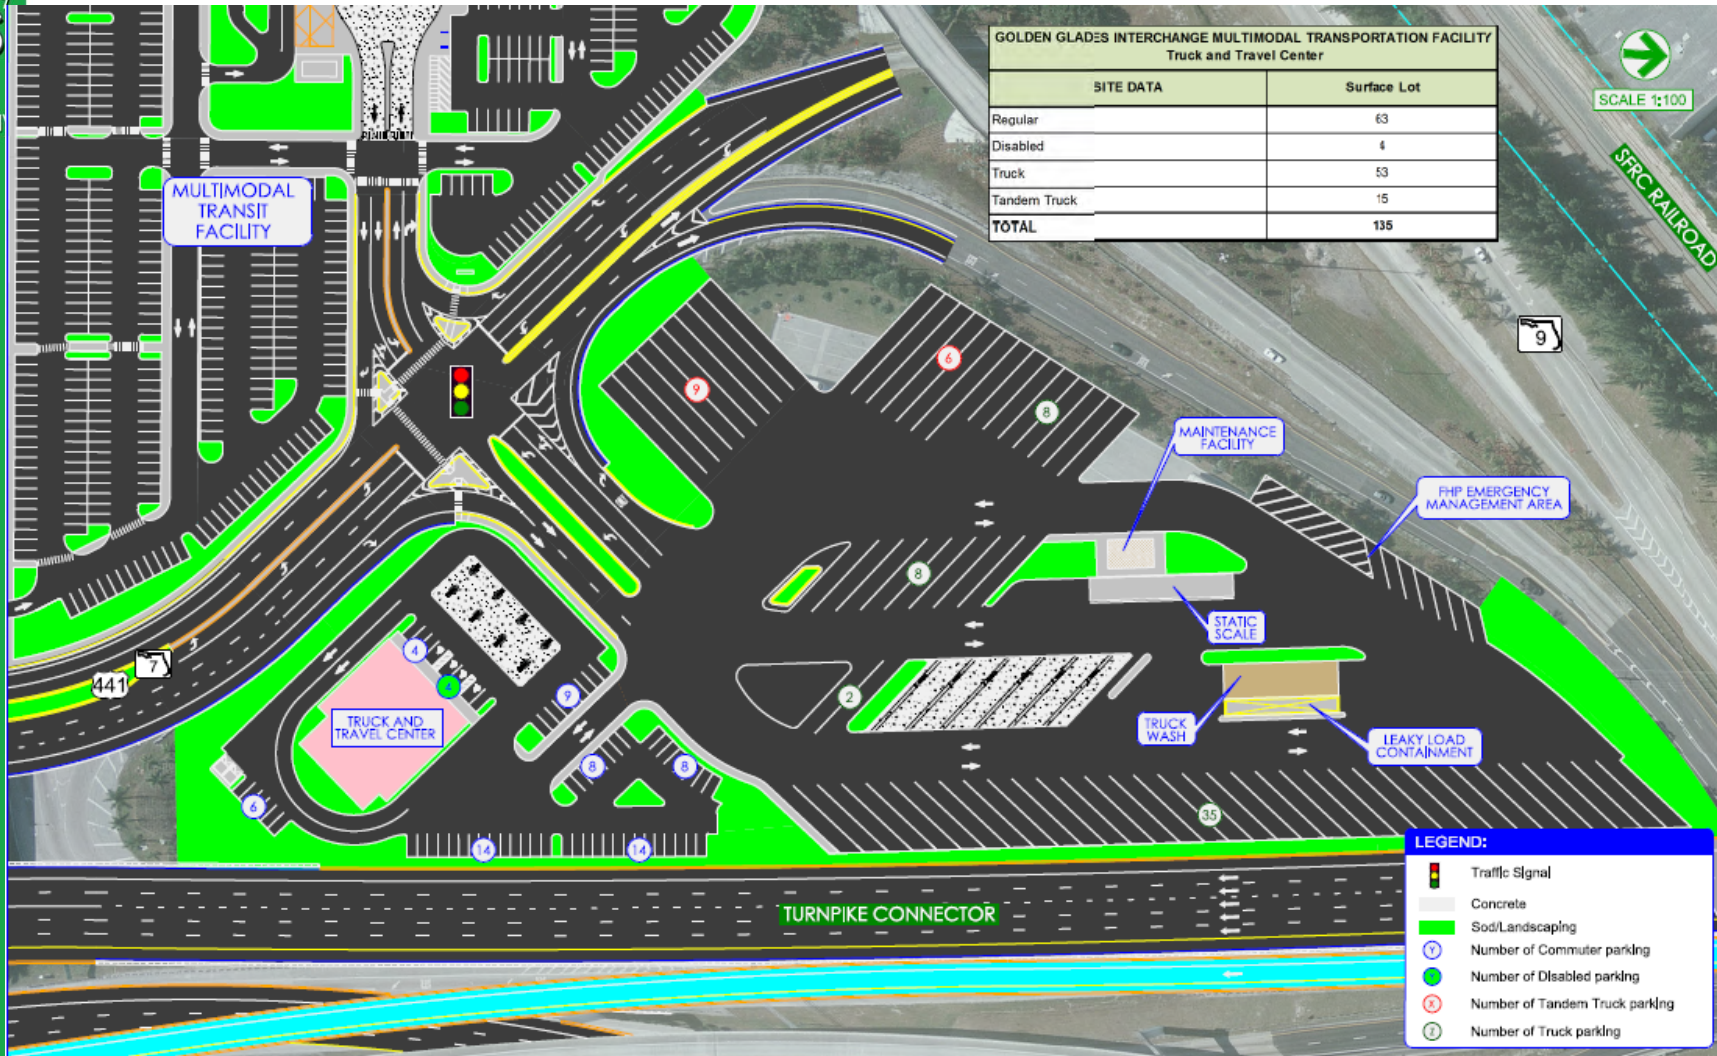 GOLDEN GLADES INTERCHANGE MULTIMODAL TRANSPORTATION FACILITY
Truck and Travel Center
SITE DATA Surface Lot
Regular 63
Disabled 4
Truck 53
Tandem Truck 15
TOTAL 135
SCALE 1:100
SFRC RAILROAD
9
MULTIMODAL
TRANSIT
FACILITY
6
9
8
MAINTENANCE
FACILITY
FHP EMERGENCY
MANAGEMENT AREA
8
STATIC
SCALE
4
4
7
441
9
2
TRUCK AND
TRAVEL CENTER
TRUCK
WASH
LEAKY LOAD
CONTAINMENT
8
8
6
35
14
14
TURNPIKE CONNECTOR
LEGEND:
Traffic Signal
Concrete
Sod/Landscaping
Y Number of Commuter parking
Y Number of Disabled parking
X Number of Tandem Truck parking
Z Number of Truck parking